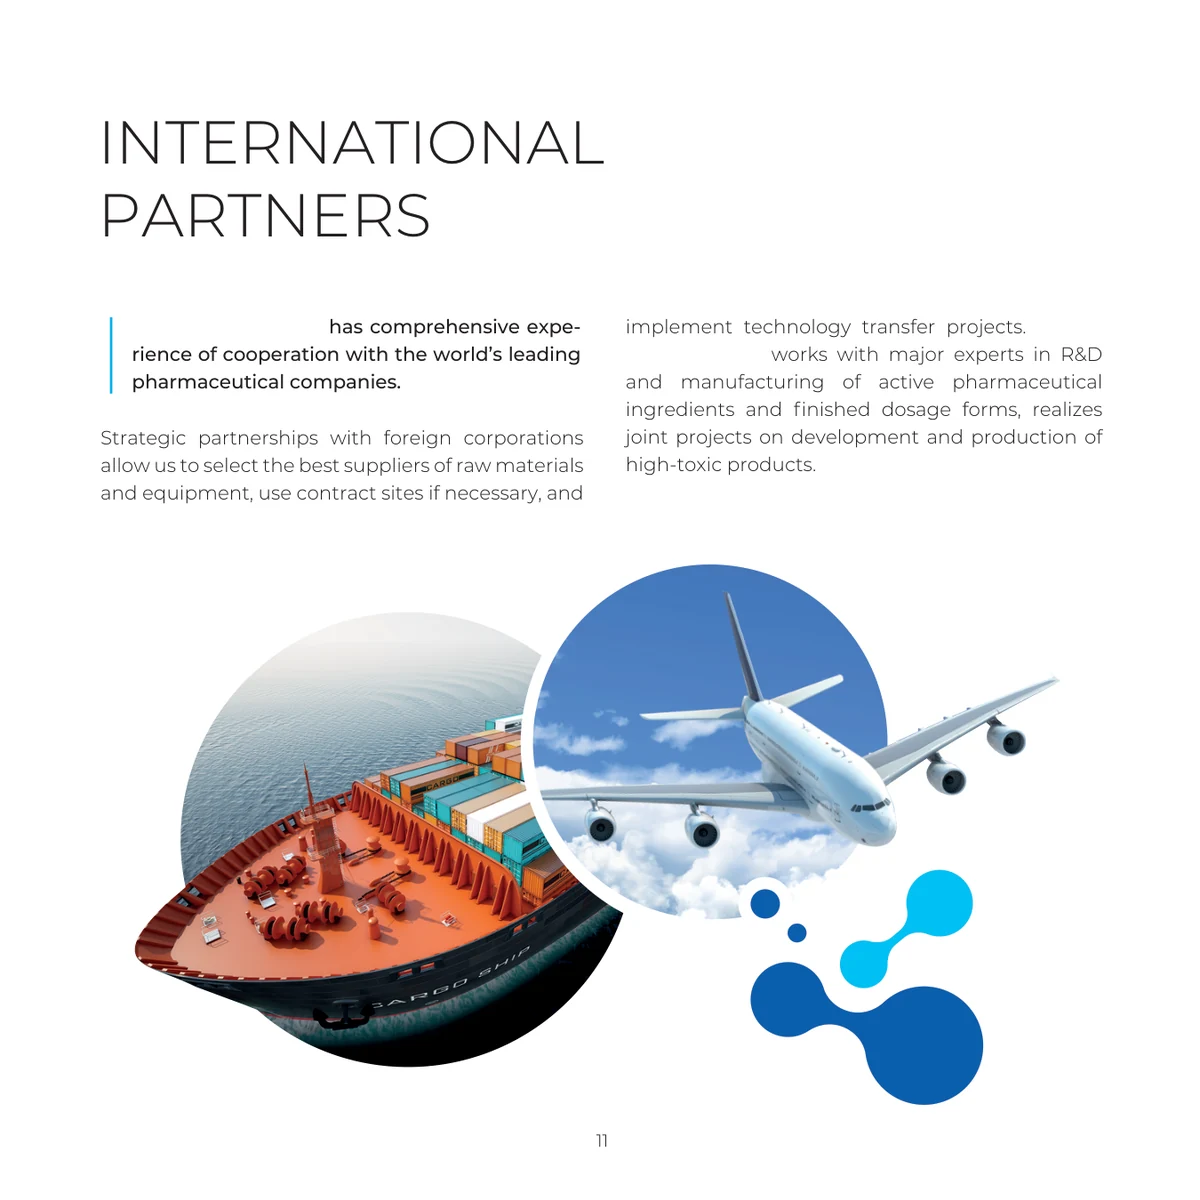 INTERNATIONAL
PARTNERS
has comprehensive expe-
rience of cooperation with the world's leading
pharmaceutical companies.
Strategic partnerships with foreign corporations
allow us to select the best suppliers of raw materials
and equipment, use contract sites if necessary, and
implement technology transfer projects.
works with major experts in R&D
and manufacturing of active pharmaceutical
ingredients and finished dosage forms, realizes
joint projects on development and production of
high-toxic products.
CARGO
CARGO SHIP
11